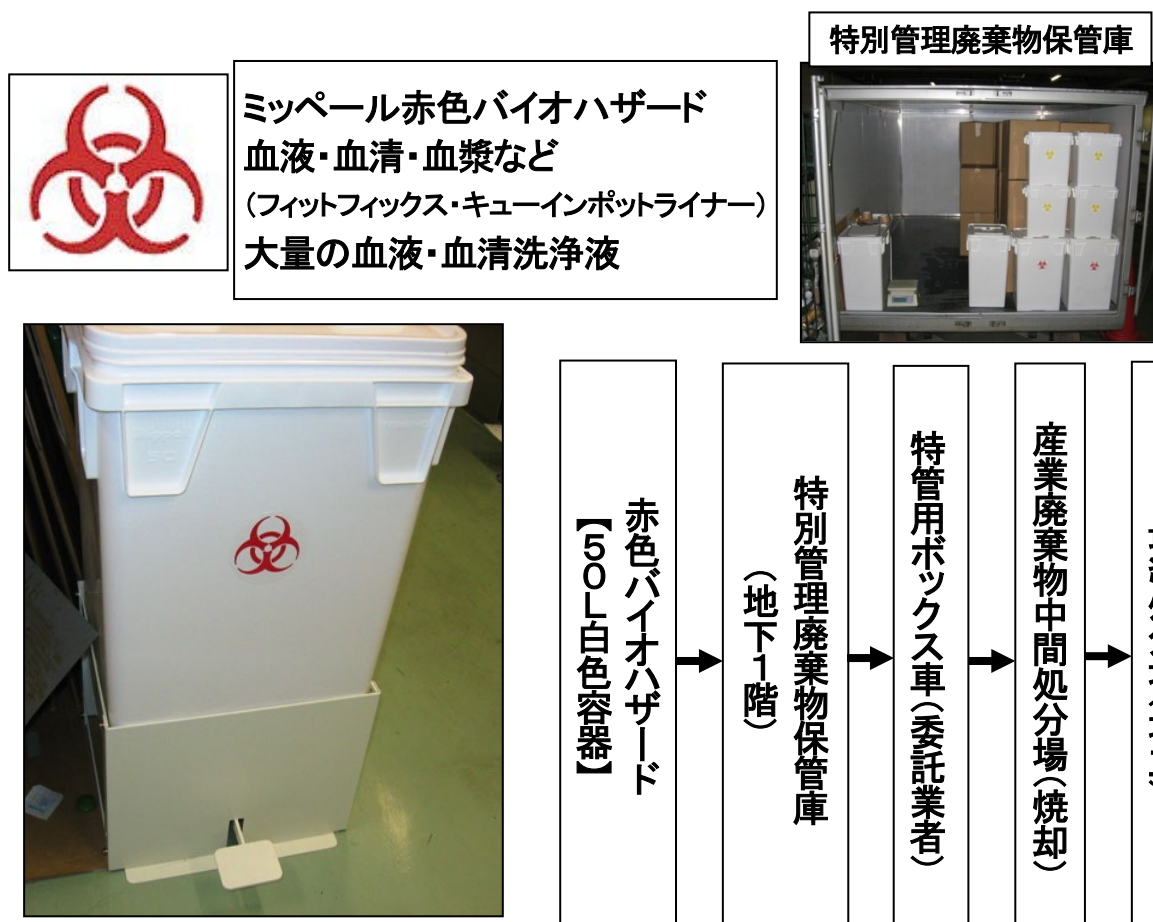 特別管理廃棄物保管庫
ミッペール赤色バイオハザード
血液・血清・血漿など
（フィットフィックス・キューインポットライナー）
大量の血液・血清洗浄液
赤色バイオハザード
【５０Ｌ白色容器】
特別管理廃棄物保管庫
（地下１階）
特管用ボックス車（委託業者）
産業廃棄物中間処分場（焼却）